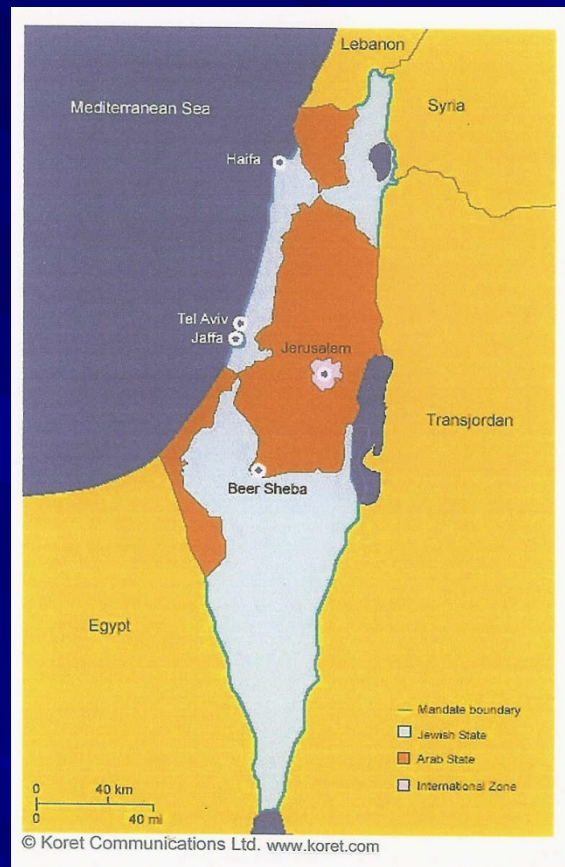 Lebanon
Mediterranean Sea
Syria
Haifa
Tel Aviv
Jaffa
Jerusalem
Transjordan
Beer Sheba
Egypt
Mandate boundary
Jewish State
Arab State
International Zone
0 40 km
0 40 mi
© Koret Communications Ltd. www.koret.com